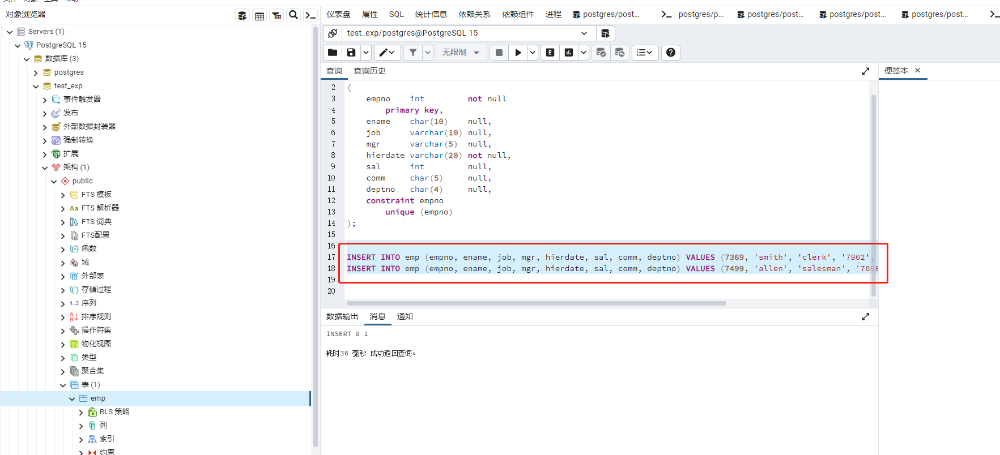 对象浏览器
Servers (1)
PostgreSQL 15
数据库 (3)
postgres
test_exp
事件触发器
发布
外部数据封装器
强制转换
扩展
架构 (1)
public
FTS 模板
FTS 解析器
FTS 词典
FTS配置
函数
域
外部表
存储过程
1..3 序列
排序规则
操作符集
物化视图
类型
聚合集
表 (1)
emp
RLS 策略
列
索引
约束
仪表盘 属性 SQL 统计信息 依赖关系 依赖组件 进程 postgres/post... postgres/p... postgres/post... postgres/post... postgres/post...
test_exp/postgres@PostgreSQL 15
无限制
查询 查询历史
便签本
2 (
3 empno int not null
4 primary key,
5 ename char(10) null,
6 job varchar(10) null,
7 mgr varchar(5) null,
8 hierdate varchar(20) not null,
9 sal int null,
10 comm char(5) null,
11 deptno char(4) null,
12 constraint empno
13 unique (empno)
14 );
15
16
17 INSERT INTO emp (empno, ename, job, mgr, hierdate, sal, comm, deptno) VALUES (7369, 'smith', 'clerk', '7902',
18 INSERT INTO emp (empno, ename, job, mgr, hierdate, sal, comm, deptno) VALUES (7499, 'allen', 'salesman', '7698
19
20
数据输出 消息 通知
INSERT 0 1
耗时36 毫秒 成功返回查询。